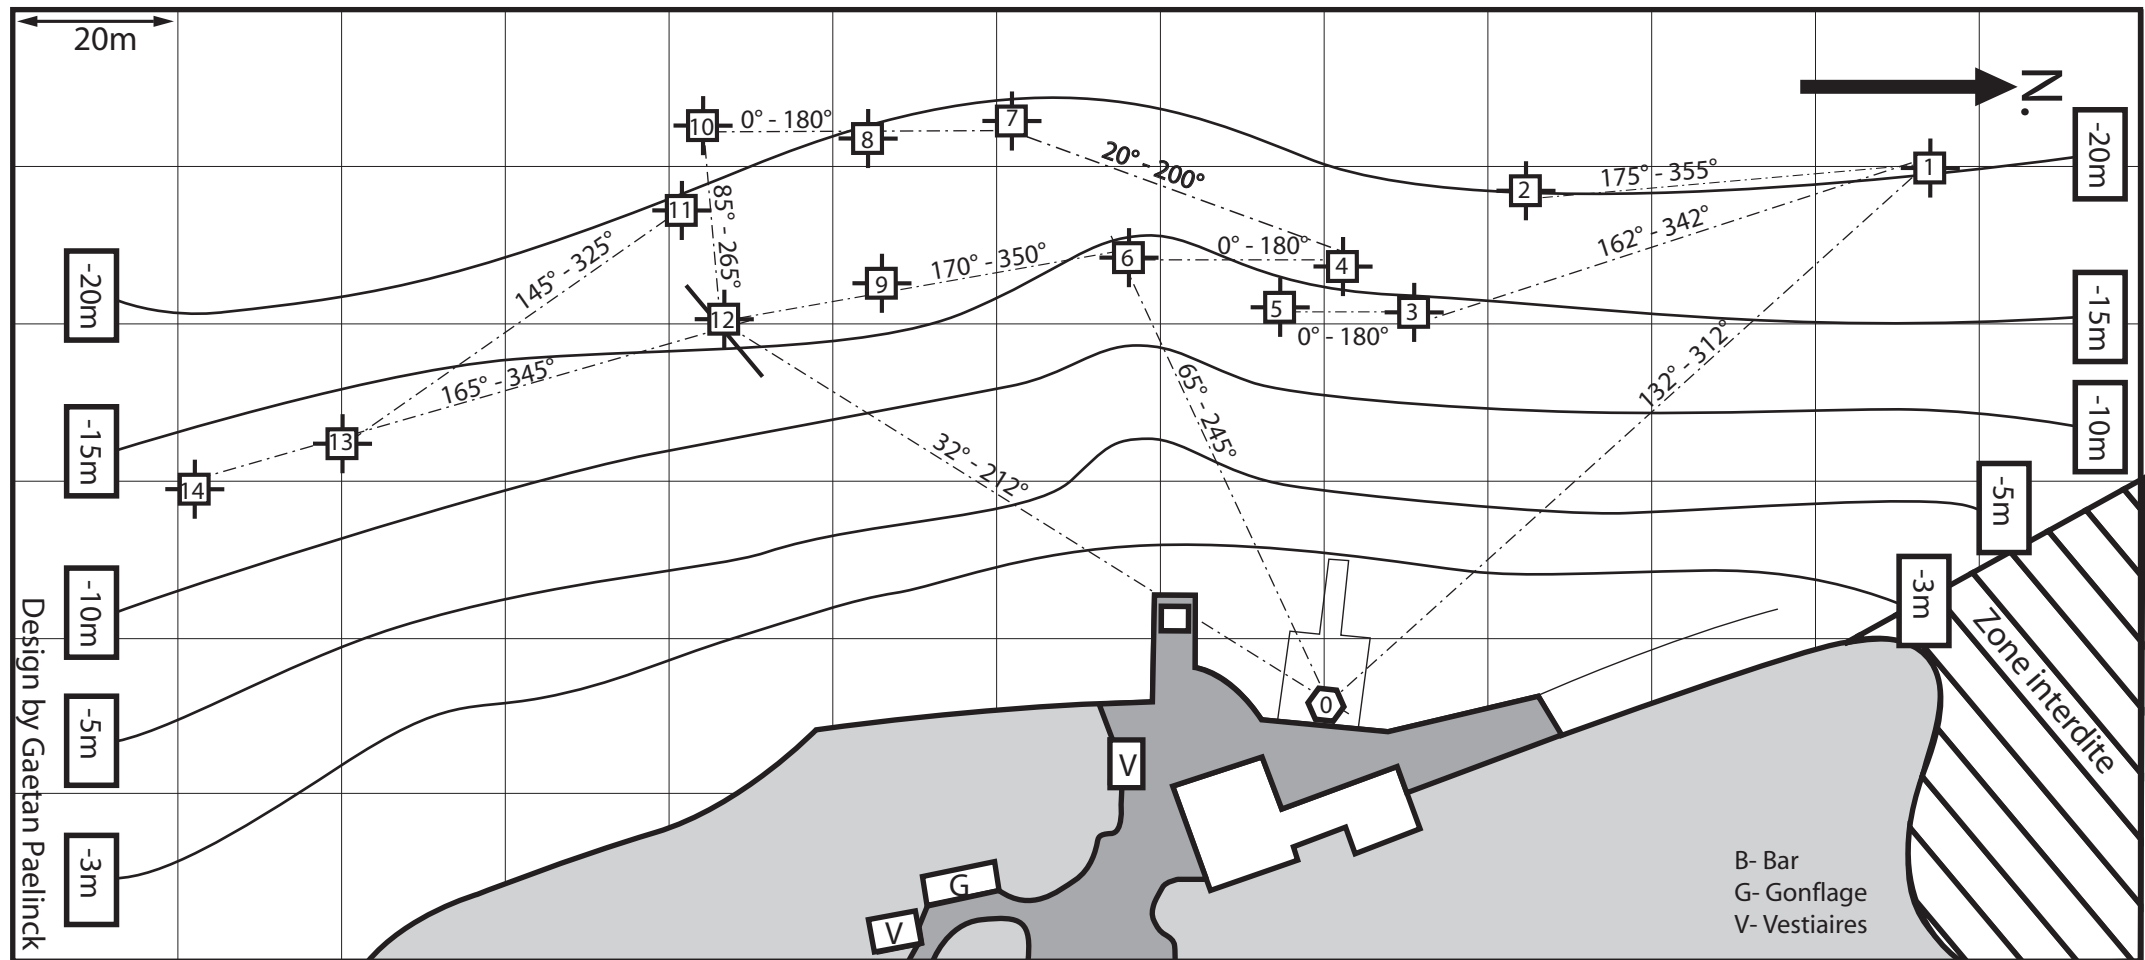 20m
N.
10
0° - 180°
8
7
20° - 200°
2
175° - 355°
1
-20m
11
85° - 265°
145° - 325°
162° - 342°
-20m
9
170° - 350°
6
0° - 180°
4
5
3
0° - 180°
-15m
12
132° - 312°
165° - 345°
65° - 245°
-10m
-15m
13
14
32° - 212°
-5m
-10m
-3m
Zone interdite
-5m
0
V
-3m
G
V
B- Bar
G- Gonflage
V- Vestiaires
Design by Gaetan Paelinck